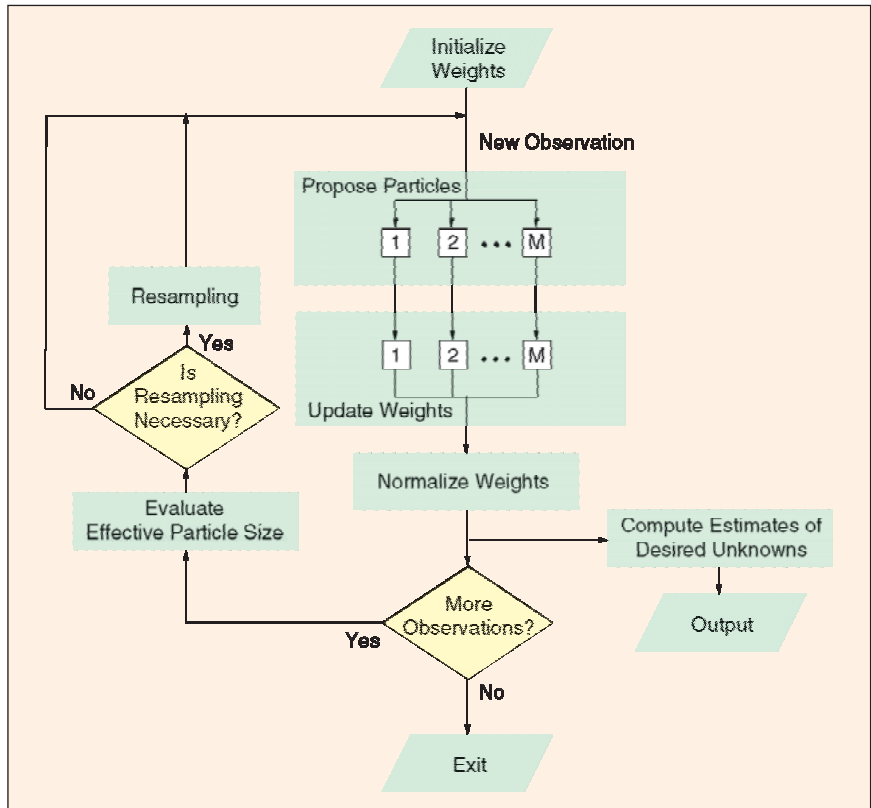 Initialize
Weights
New Observation
Propose Particles
1 2 ••• M
Resampling
Yes
Is
Resampling
Necessary?
No
1 2 ••• M
Update Weights
Normalize Weights
Evaluate
Effective Particle Size
Compute Estimates of
Desired Unknowns
More
Observations?
Yes
Output
No
Exit